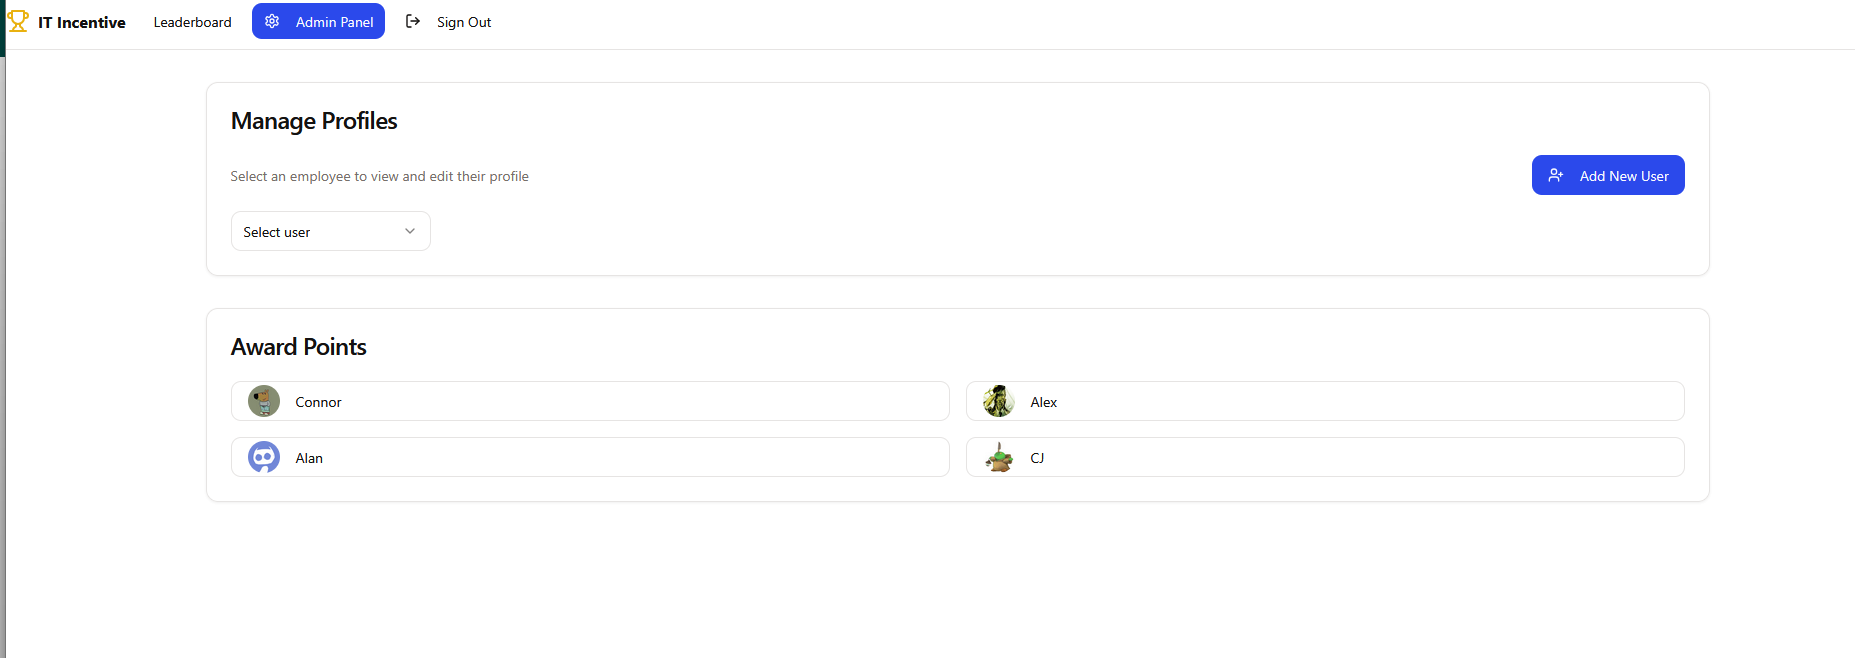 IT Incentive Leaderboard Admin Panel Sign Out
Manage Profiles
Select an employee to view and edit their profile
Add New User
Select user
Award Points
Connor
Alex
Alan
CJ